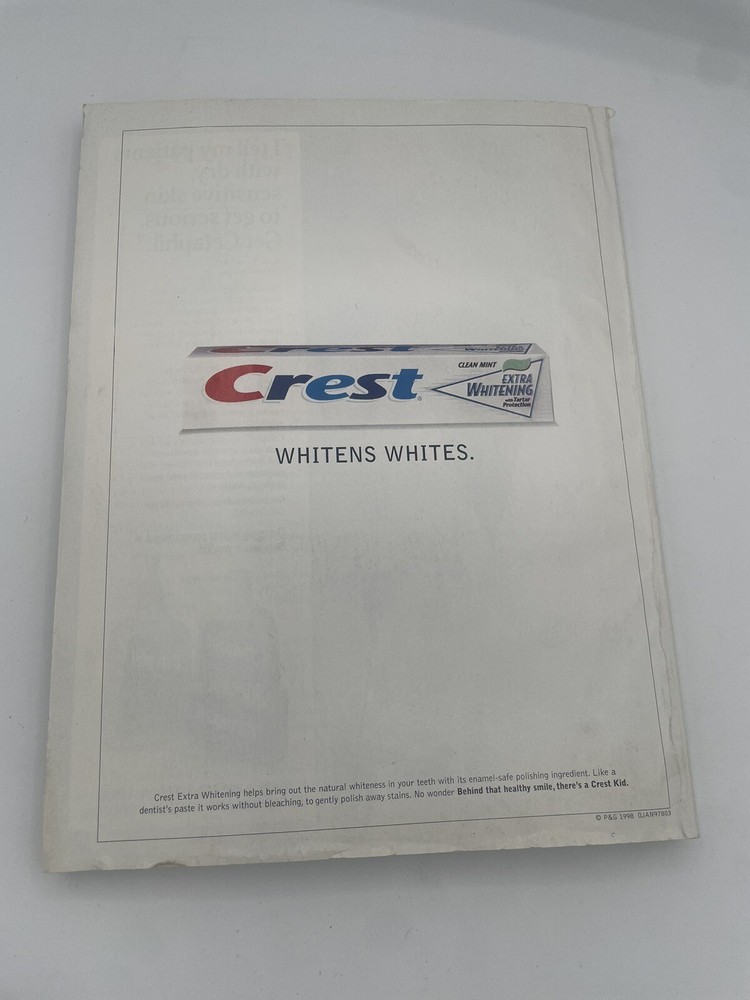 Crest
CLEAN MINT
EXTRA
WHITENING
with Tartar
Protection
WHITENS WHITES.
Crest Extra Whitening helps bring out the natural whiteness in your teeth with its enamel-safe polishing ingredient. Like a
dentist's paste it works without bleaching, to gently polish away stains. No wonder Behind that healthy smile, there's a Crest Kid.
© P&G 1998 0JAN97803